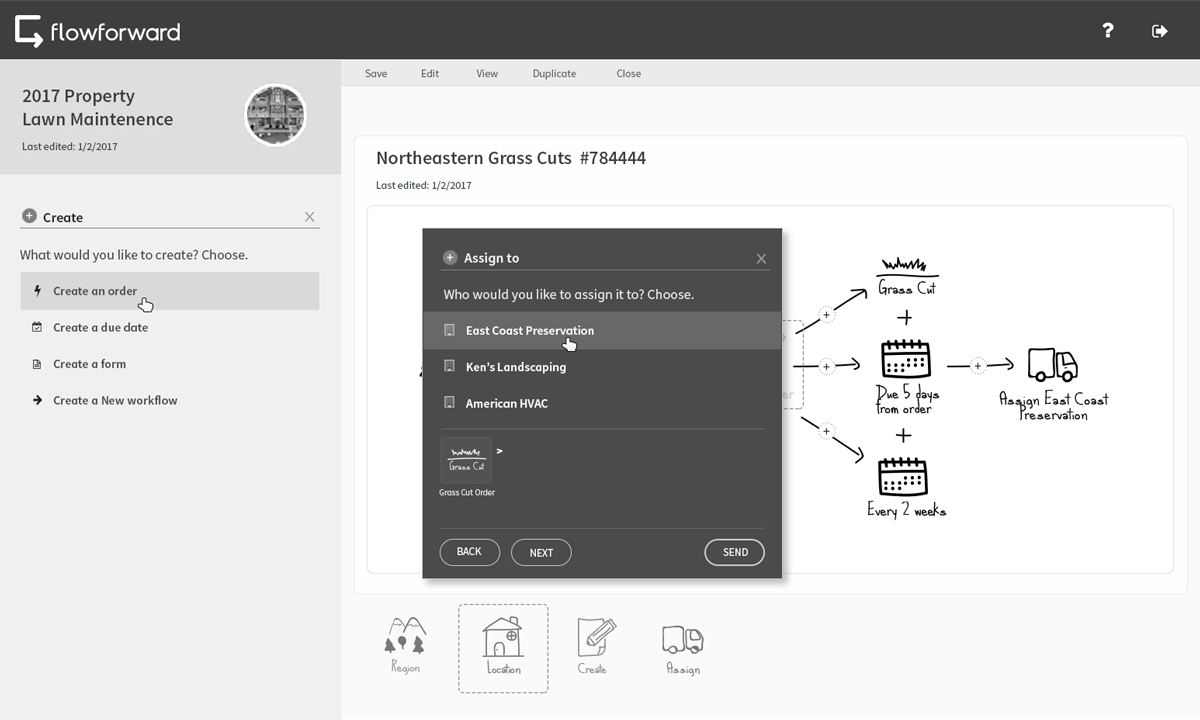 flowforward
?
Save Edit View Duplicate Close
2017 Property
Lawn Maintenence
Last edited: 1/2/2017
Create X
What would you like to create? Choose.
Create an order
Create a due date
Create a form
Create a New workflow
Northeastern Grass Cuts #784444
Last edited: 1/2/2017
Assign to X
Who would you like to assign it to? Choose.
East Coast Preservation
Ken's Landscaping
American HVAC
Grass Cut >
Grass Cut Order
BACK NEXT SEND
Grass Cut
+
Due 5 days
from order
+
Every 2 weeks
Assign East Coast
Preservation
Region Location Create Assign